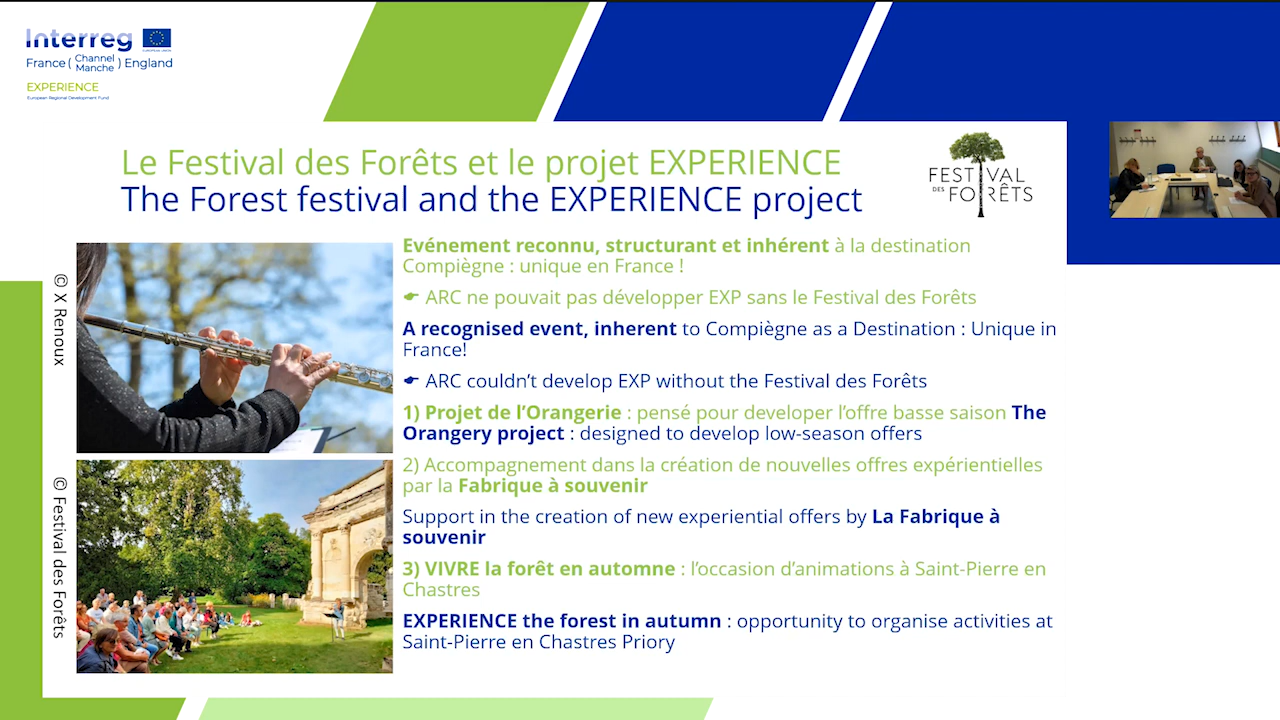 Interreg
EUROPEAN UNION
France ( Channel Manche ) England
EXPERIENCE
European Regional Development Fund
Le Festival des Forêts et le projet EXPERIENCE
The Forest festival and the EXPERIENCE project
FESTIVAL
DES FORÊTS
© X Renoux
© Festival des Forêts
Evénement reconnu, structurant et inhérent à la destination
Compiègne : unique en France !
☛ ARC ne pouvait pas développer EXP sans le Festival des Forêts
A recognised event, inherent to Compiègne as a Destination : Unique in
France!
☛ ARC couldn’t develop EXP without the Festival des Forêts
1) Projet de l’Orangerie : pensé pour developer l’offre basse saison The
Orangery project : designed to develop low-season offers
2) Accompagnement dans la création de nouvelles offres expérientielles
par la Fabrique à souvenir
Support in the creation of new experiential offers by La Fabrique à
souvenir
3) VIVRE la forêt en automne : l’occasion d’animations à Saint-Pierre en
Chastres
EXPERIENCE the forest in autumn : opportunity to organise activities at
Saint-Pierre en Chastres Priory